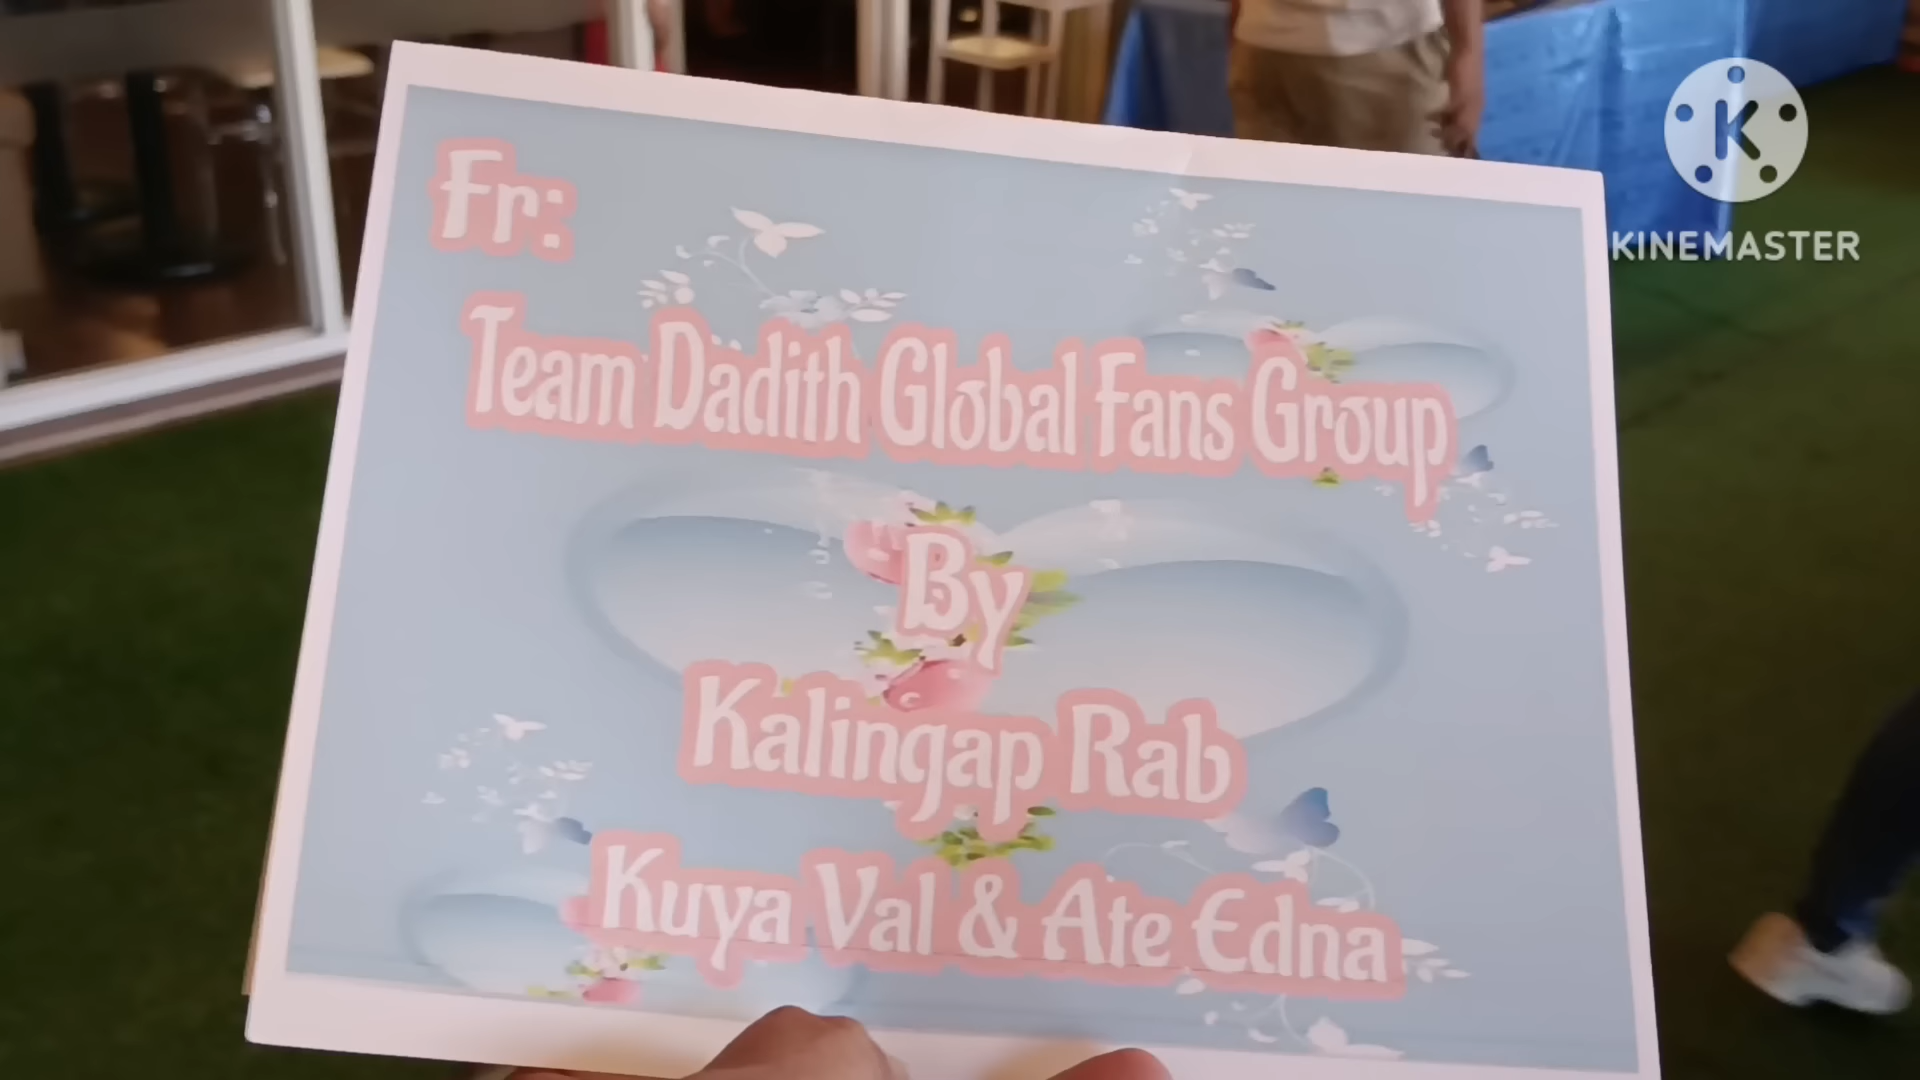 Fr:
Team Dadith Global Fans Group
By
Kalingap Rab
Kuya Val & Ate Edna
K
KINEMASTER